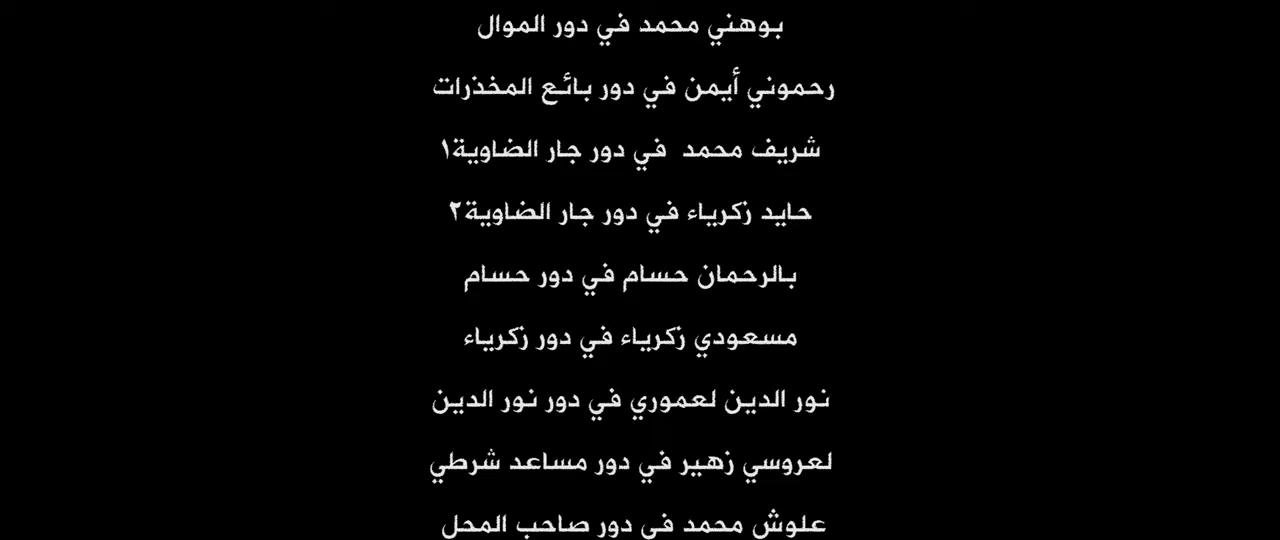 بوهني محمد في دور الموال
رحموني أيمن في دور بائع المخذرات
شريف محمد في دور جار الضاوية١
حايد زكرياء في دور جار الضاوية٢
بالرحمان حسام في دور حسام
مسعودي زكرياء في دور زكرياء
نور الدين لعموري في دور نور الدين
لعروسي زهير في دور مساعد شرطي
علوش محمد في دور صاحب المحل